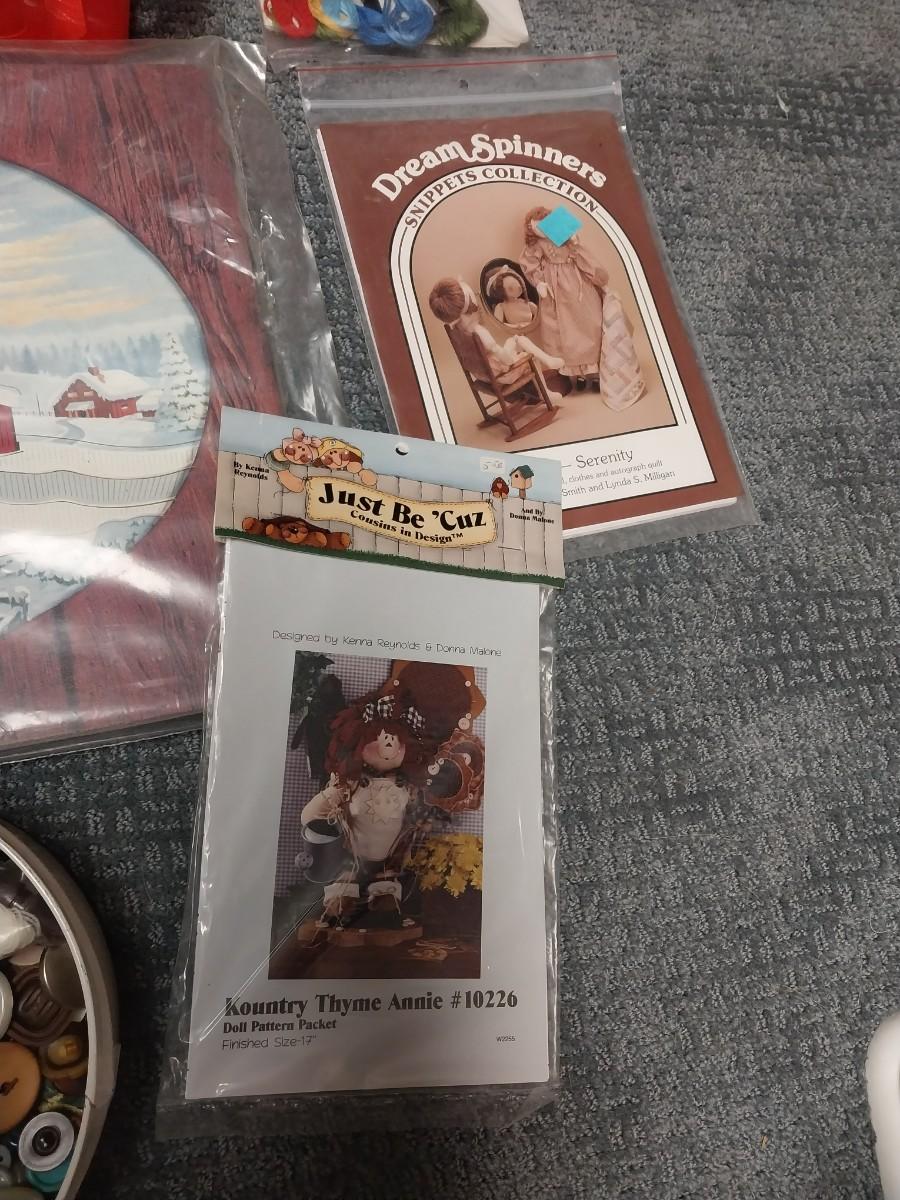 Dream Spinners
SNIPPETS COLLECTION
— Serenity
clothes and autograph quilt
Smith and Lynda S. Milligan
By Kenna
Reynolds
Just Be 'Cuz
Cousins in Design™
And By
Donna Malone
Designed by Kenna Reynolds & Donna Malone
Kountry Thyme Annie #10226
Doll Pattern Packet
Finished Size-17"
W2255